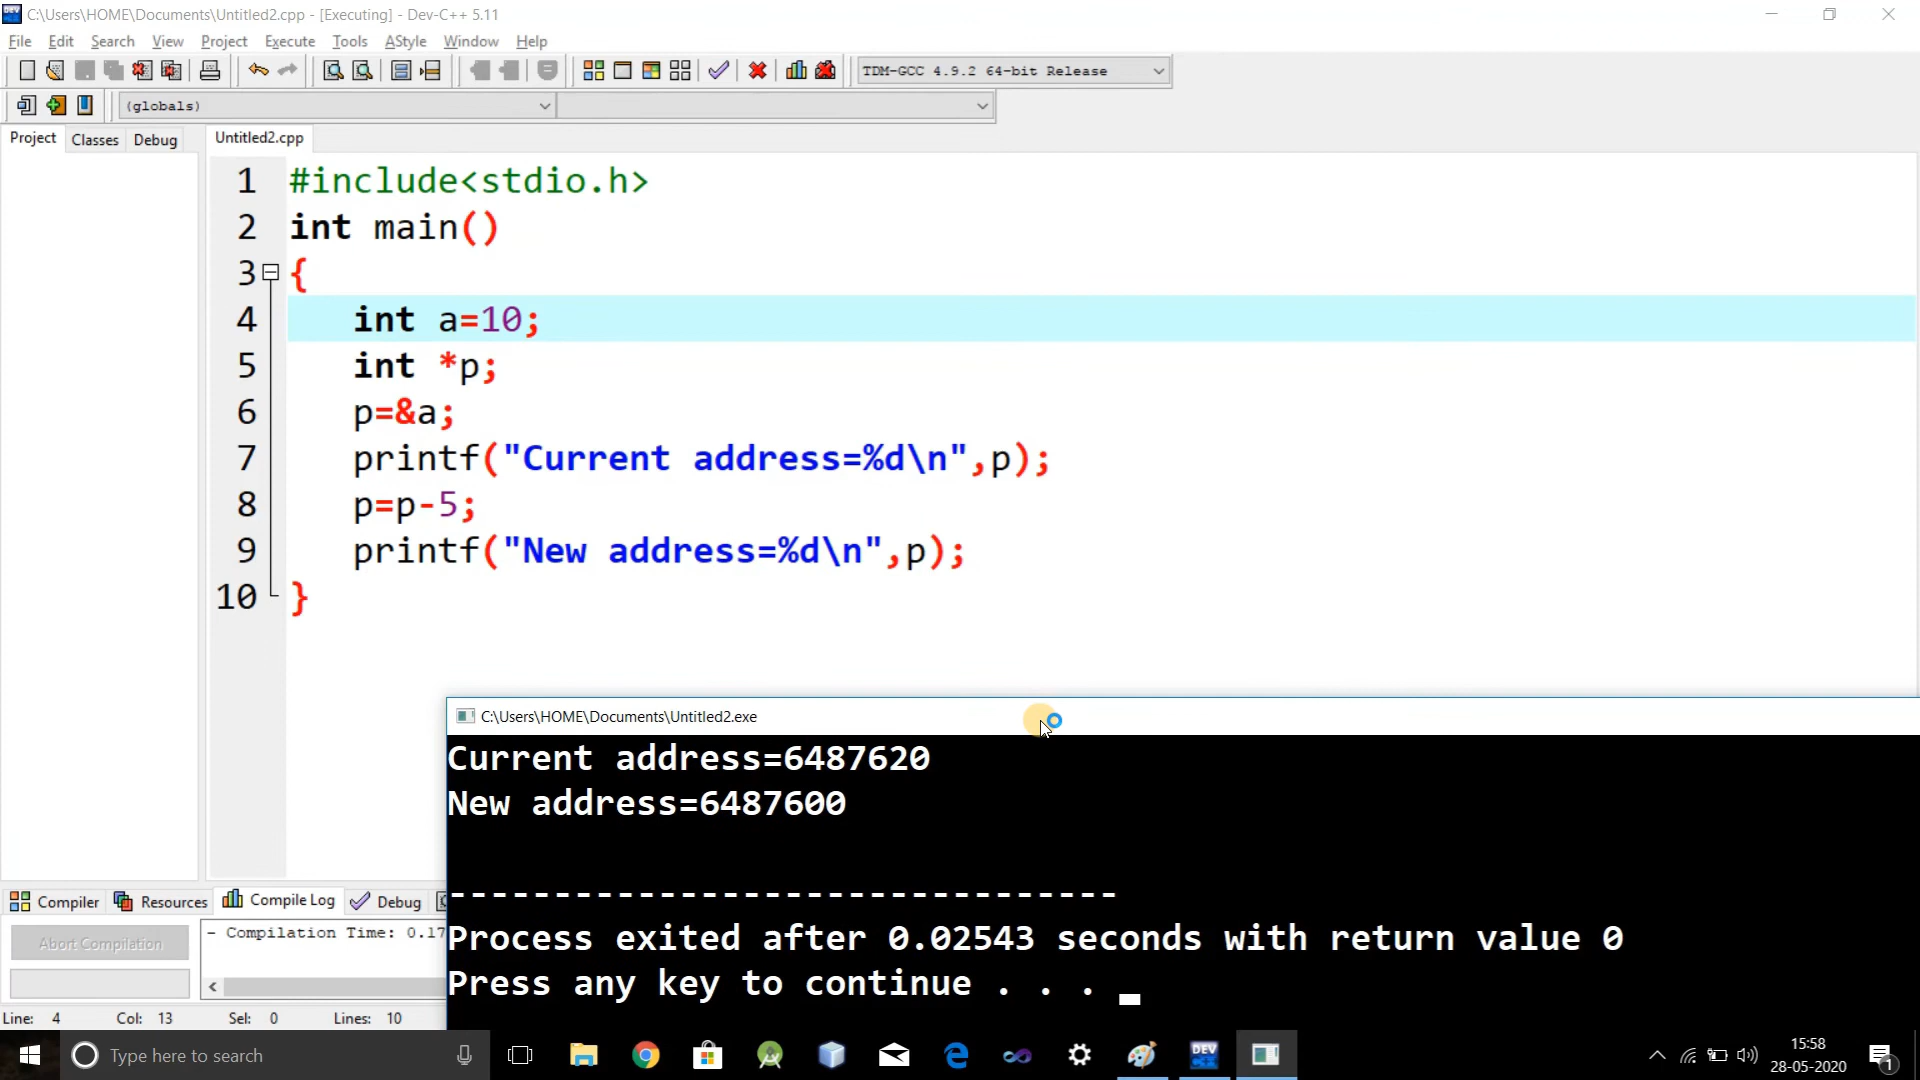 C:\Users\HOME\Documents\Untitled2.cpp - [Executing] - Dev-C++ 5.11
File Edit Search View Project Execute Tools AStyle Window Help
TDM-GCC 4.9.2 64-bit Release
(globals)
Project Classes Debug Untitled2.cpp
1 #include<stdio.h>
2 int main()
3 {
4 int a=10;
5 int *p;
6 p=&a;
7 printf("Current address=%d\n",p);
8 p=p-5;
9 printf("New address=%d\n",p);
10 }
C:\Users\HOME\Documents\Untitled2.exe
Current address=6487620
New address=6487600
--------------------------------
Process exited after 0.02543 seconds with return value 0
Press any key to continue . . .
Compiler Resources Compile Log Debug
Abort Compilation
- Compilation Time: 0.17
Line: 4 Col: 13 Sel: 0 Lines: 10
Type here to search
DEV C++
15:58
28-05-2020
1